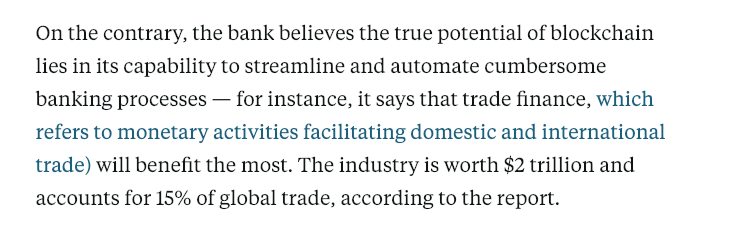 On the contrary, the bank believes the true potential of blockchain
lies in its capability to streamline and automate cumbersome
banking processes — for instance, it says that trade finance, which
refers to monetary activities facilitating domestic and international
trade) will benefit the most. The industry is worth $2 trillion and
accounts for 15% of global trade, according to the report.